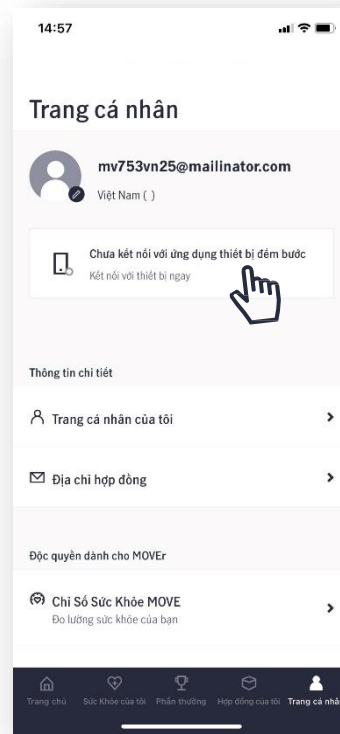 14:57
Trang cá nhân
mv753vn25@mailinator.com
Việt Nam ( )
Chưa kết nối với ứng dụng thiết bị đếm bước
Kết nối với thiết bị ngay
Thông tin chi tiết
Trang cá nhân của tôi
Địa chỉ hợp đồng
Độc quyền dành cho MOVEr
Chỉ Số Sức Khỏe MOVE
Đo lường sức khỏe của bạn
Trang chủ Sức Khỏe của tôi Phần thưởng Hợp đồng của tôi Trang cá nhân